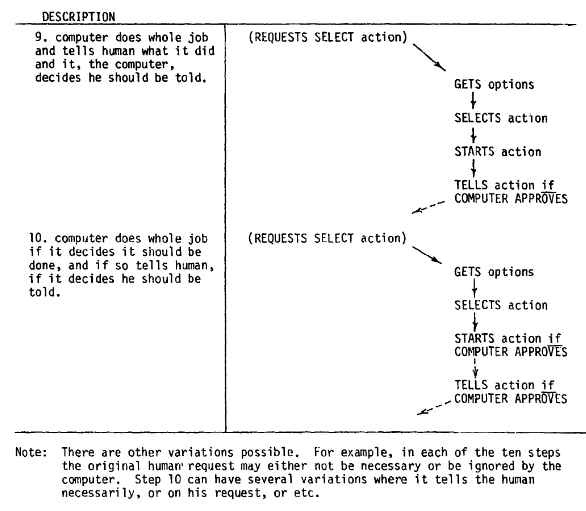 DESCRIPTION
9. computer does whole job
and tells human what it did
and it, the computer,
decides he should be told.
(REQUESTS SELECT action)
GETS options
SELECTS action
STARTS action
TELLS action if
COMPUTER APPROVES
10. computer does whole job
if it decides it should be
done, and if so tells human,
if it decides he should be
told.
(REQUESTS SELECT action)
GETS options
SELECTS action
STARTS action if
COMPUTER APPROVES
TELLS action if
COMPUTER APPROVES
Note: There are other variations possible. For example, in each of the ten steps
the original human request may either not be necessary or be ignored by the
computer. Step 10 can have several variations where it tells the human
necessarily, or on his request, or etc.